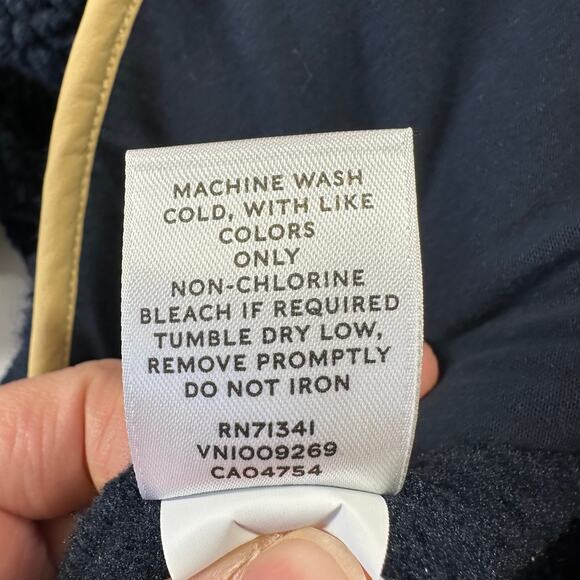 MACHINE WASH
COLD, WITH LIKE
COLORS
ONLY
NON-CHLORINE
BLEACH IF REQUIRED
TUMBLE DRY LOW,
REMOVE PROMPTLY
DO NOT IRON
RN71341
VN1009269
CA04754